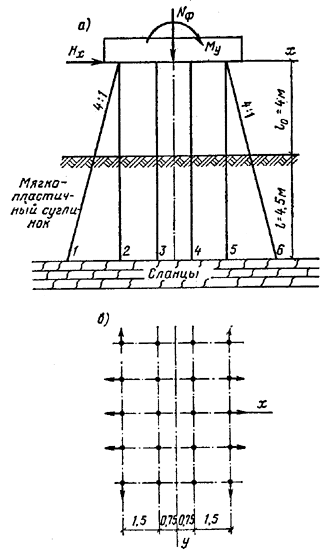 а)
Nф
Hx
Mу
x
4:1
4:1
l₀=4м
Мягко-
пластич-
ный сугли-
нок
l=4,5м
1 2 3 4 5 6
Сланцы
в)
x
1,5 0,75 0,75 1,5
y